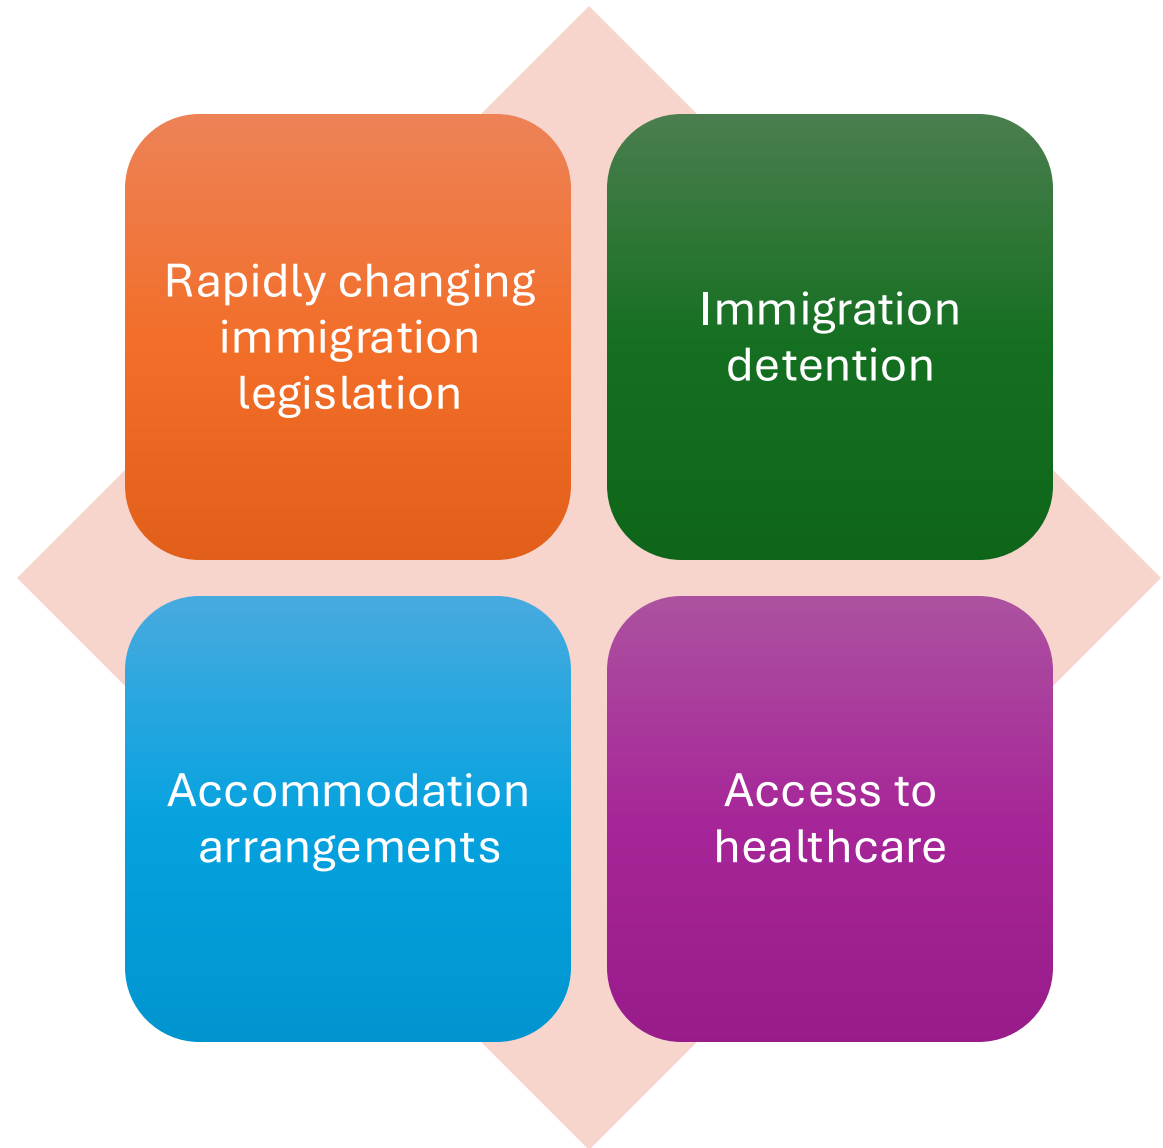 Rapidly changing
immigration
legislation
Immigration
detention
Accommodation
arrangements
Access to
healthcare